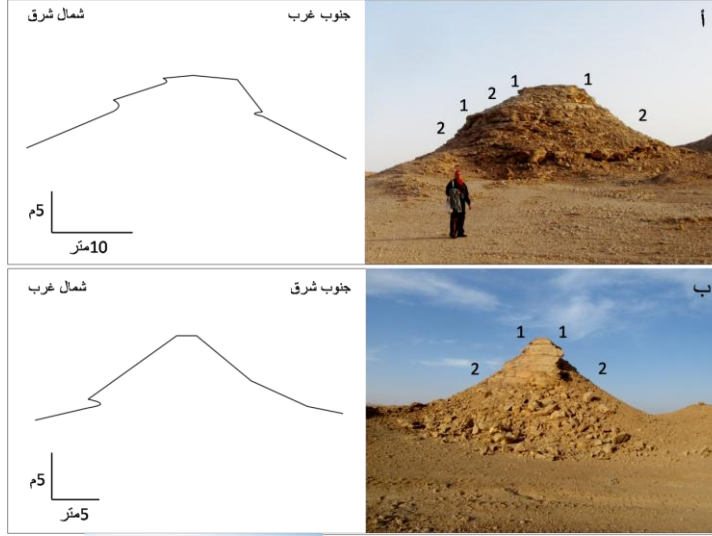 أ
جنوب غرب
شمال شرق
1
1
2
1
2
2
5م
10متر
ب
جنوب شرق
شمال غرب
1
1
2
2
5م
5متر